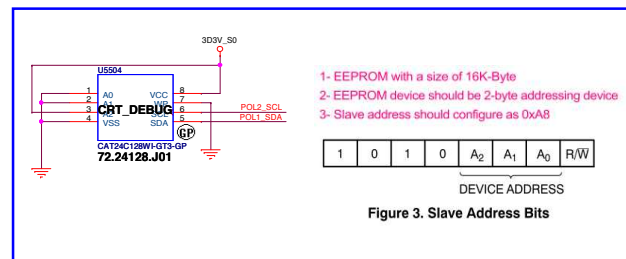 3D3V_S0
U5504
1 A0 VCC 8
2 A1 WP 7
3 A2 SCL 6 POL2_SCL
4 VSS SDA 5 POL1_SDA
CRT_DEBUG
GP
CAT24C128WI-GT3-GP
72.24128.J01
1- EEPROM with a size of 16K-Byte
2- EEPROM device should be 2-byte addressing device
3- Slave address should configure as 0xA8
1 0 1 0 A2 A1 A0 R/W
DEVICE ADDRESS
Figure 3. Slave Address Bits